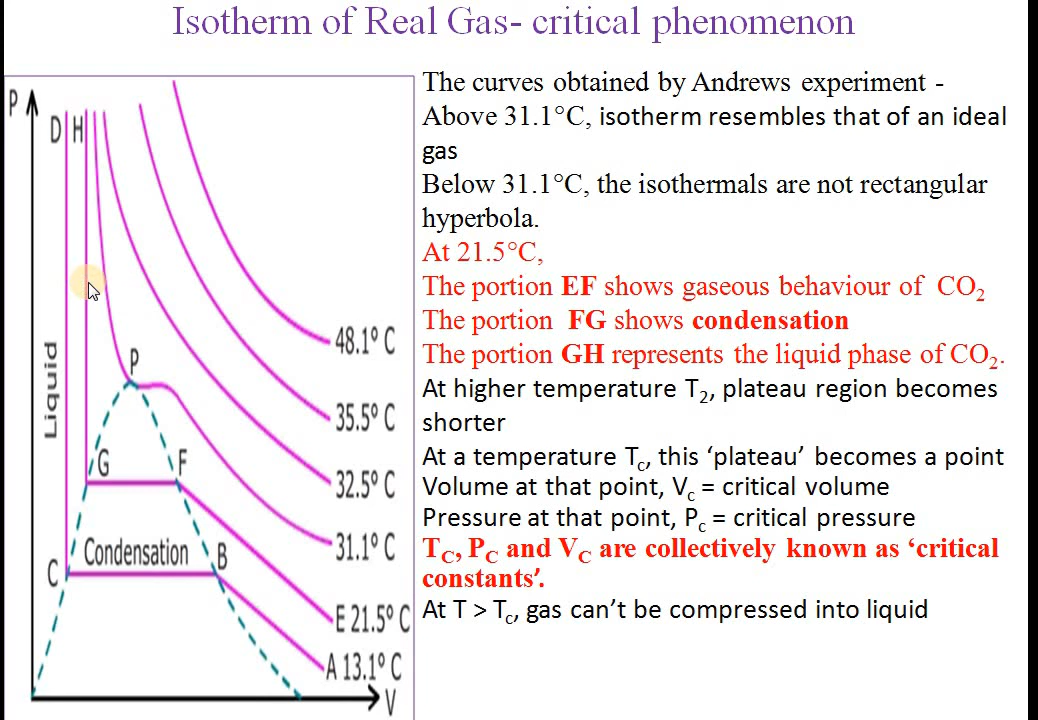 Isotherm of Real Gas- critical phenomenon
P
D H
Liquid
P
G
F
Condensation
B
C
48.1° C
35.5° C
32.5° C
31.1° C
E 21.5° C
A 13.1° C
V
The curves obtained by Andrews experiment -
Above 31.1°C, isotherm resembles that of an ideal
gas
Below 31.1°C, the isothermals are not rectangular
hyperbola.
At 21.5°C,
The portion EF shows gaseous behaviour of CO₂
The portion FG shows condensation
The portion GH represents the liquid phase of CO₂.
At higher temperature T₂, plateau region becomes
shorter
At a temperature Tc, this ‘plateau’ becomes a point
Volume at that point, Vc = critical volume
Pressure at that point, Pc = critical pressure
TC, PC and VC are collectively known as ‘critical
constants’.
At T > Tc, gas can’t be compressed into liquid